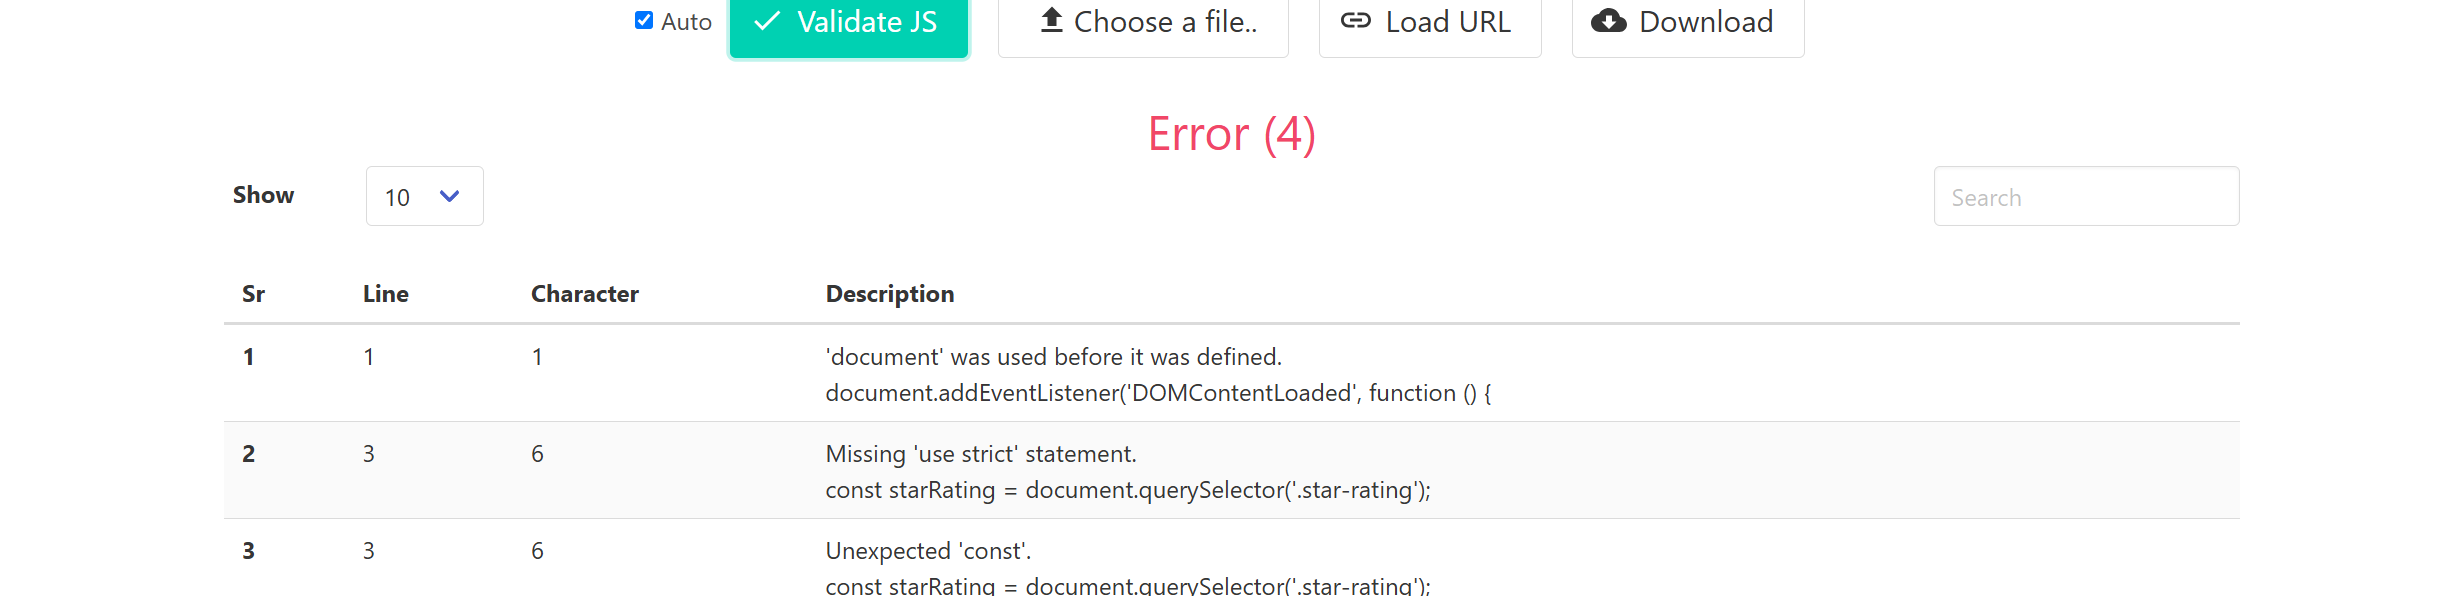 Auto Validate JS Choose a file.. Load URL Download
Error (4)
Show 10 Search
Sr Line Character Description
1 1 1 'document' was used before it was defined.
document.addEventListener('DOMContentLoaded', function () {
2 3 6 Missing 'use strict' statement.
const starRating = document.querySelector('.star-rating');
3 3 6 Unexpected 'const'.
const starRating = document.querySelector('.star-rating');